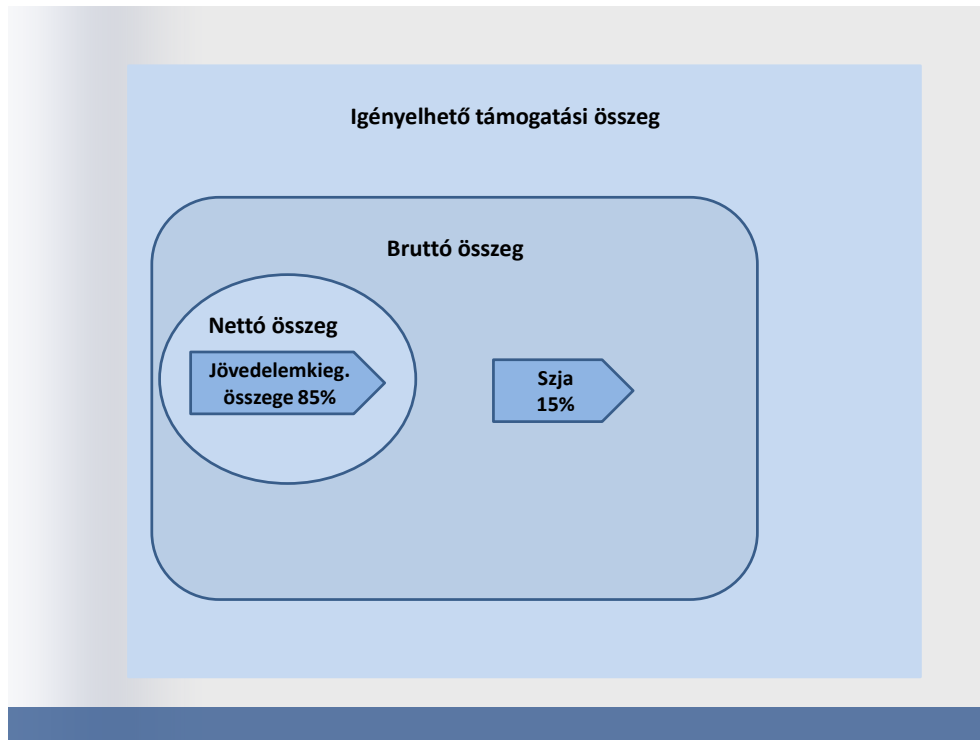 Igényelhető támogatási összeg
Bruttó összeg
Nettó összeg
Jövedelemkieg.
összege 85%
Szja
15%